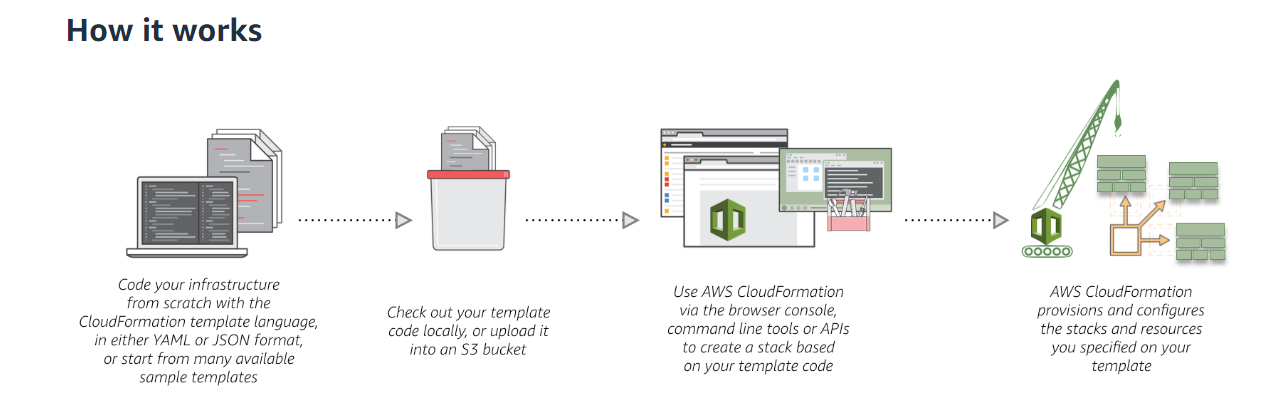 How it works
Code your infrastructure
from scratch with the
CloudFormation template language,
in either YAML or JSON format,
or start from many available
sample templates
Check out your template
code locally, or upload it
into an S3 bucket
Use AWS CloudFormation
via the browser console,
command line tools or APIs
to create a stack based
on your template code
AWS CloudFormation
provisions and configures
the stacks and resources
you specified on your
template